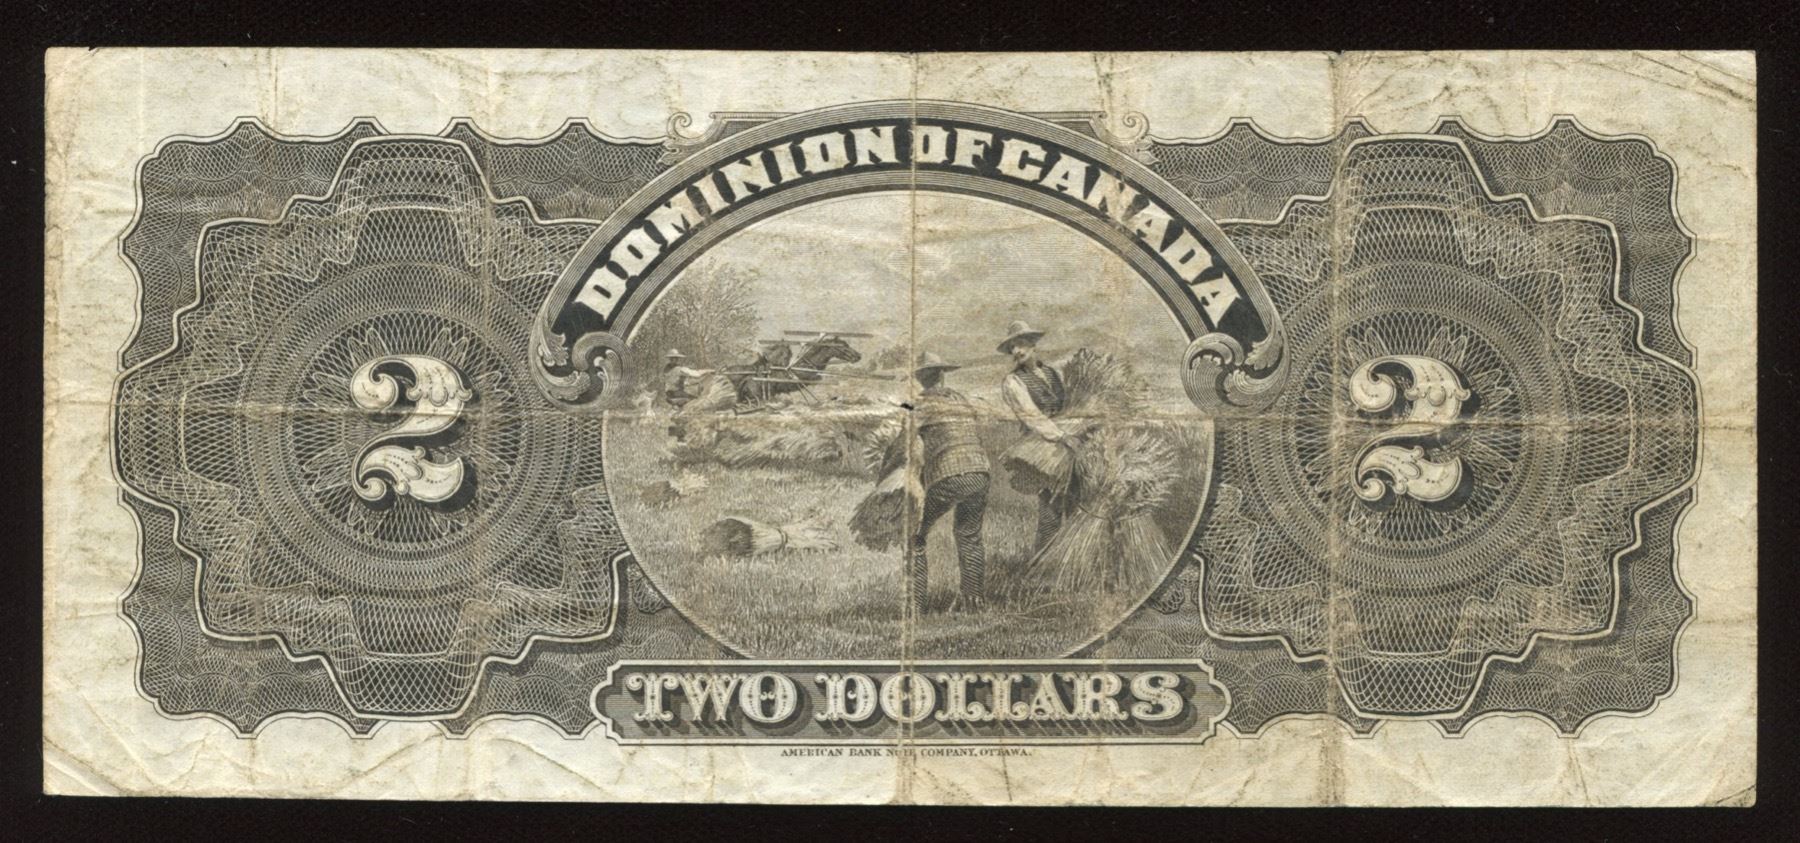 DOMINION OF CANADA
2 2
TWO DOLLARS
AMERICAN BANK NOTE COMPANY, OTTAWA.